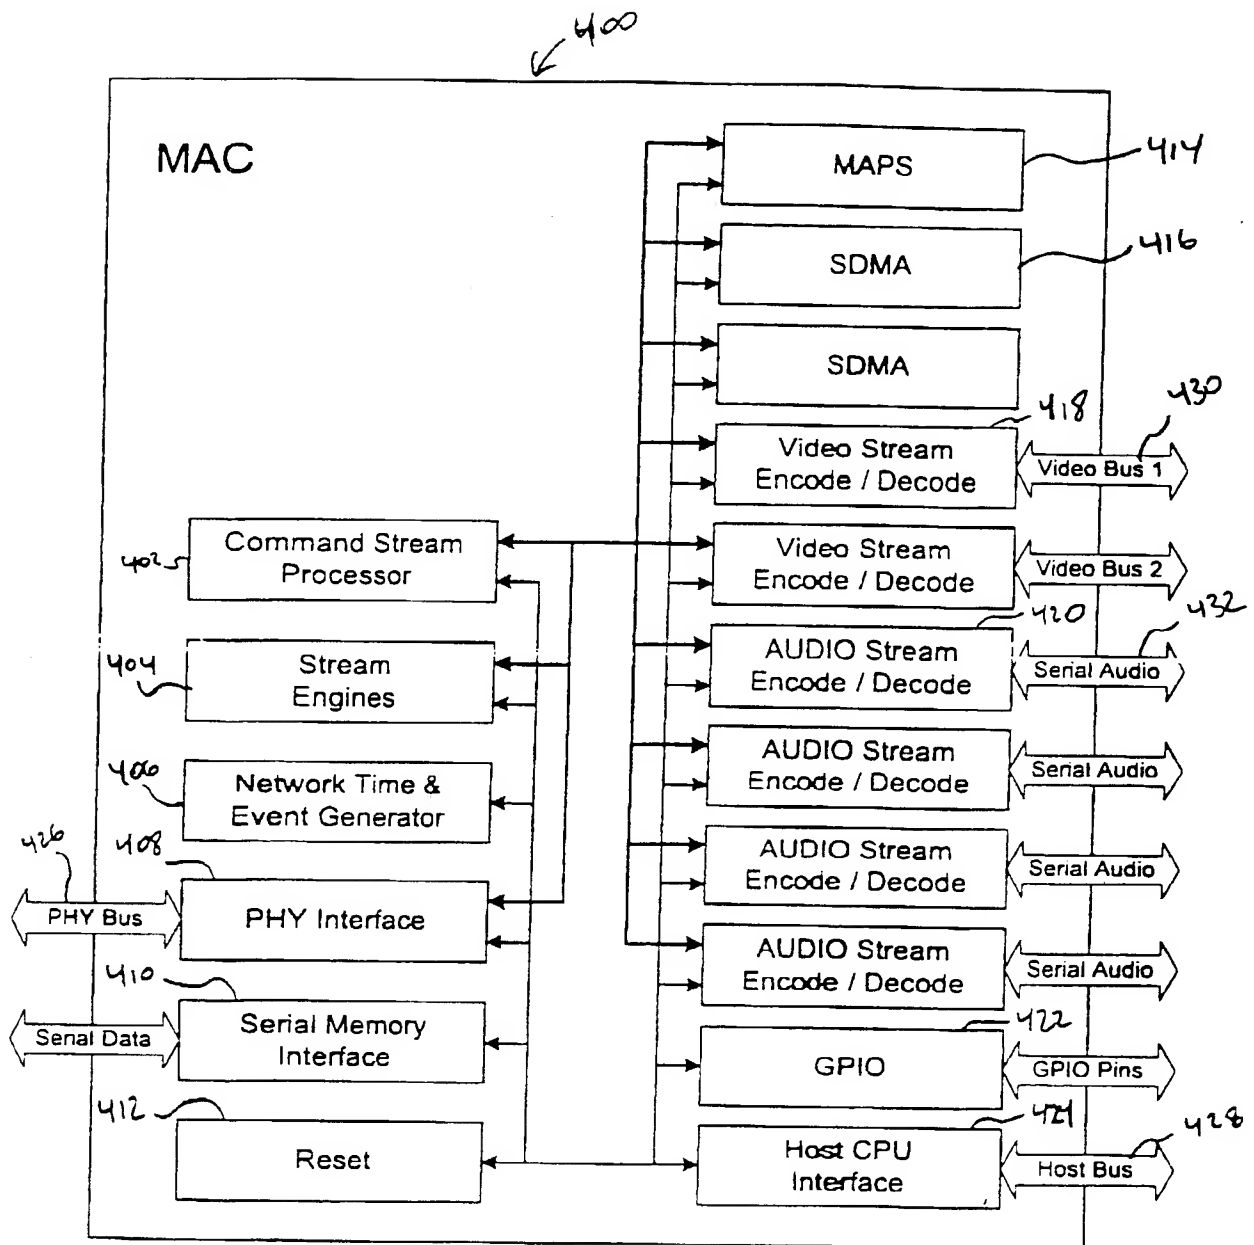 400
MAC
MAPS
414
SDMA
416
SDMA
418
430
Video Stream
Encode / Decode
Video Bus 1
402
Command Stream
Processor
Video Stream
Encode / Decode
Video Bus 2
420
432
404
Stream
Engines
AUDIO Stream
Encode / Decode
Serial Audio
406
Network Time &
Event Generator
AUDIO Stream
Encode / Decode
Serial Audio
426
408
PHY Bus
PHY Interface
AUDIO Stream
Encode / Decode
Serial Audio
AUDIO Stream
Encode / Decode
Serial Audio
410
Serial Data
Serial Memory
Interface
422
GPIO
GPIO Pins
412
Reset
424
428
Host CPU
Interface
Host Bus